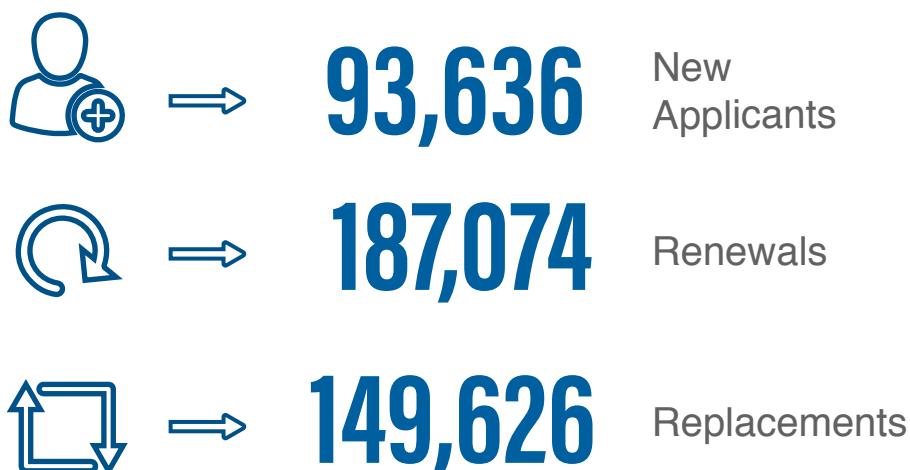 93,636
New
Applicants
187,074
Renewals
149,626
Replacements